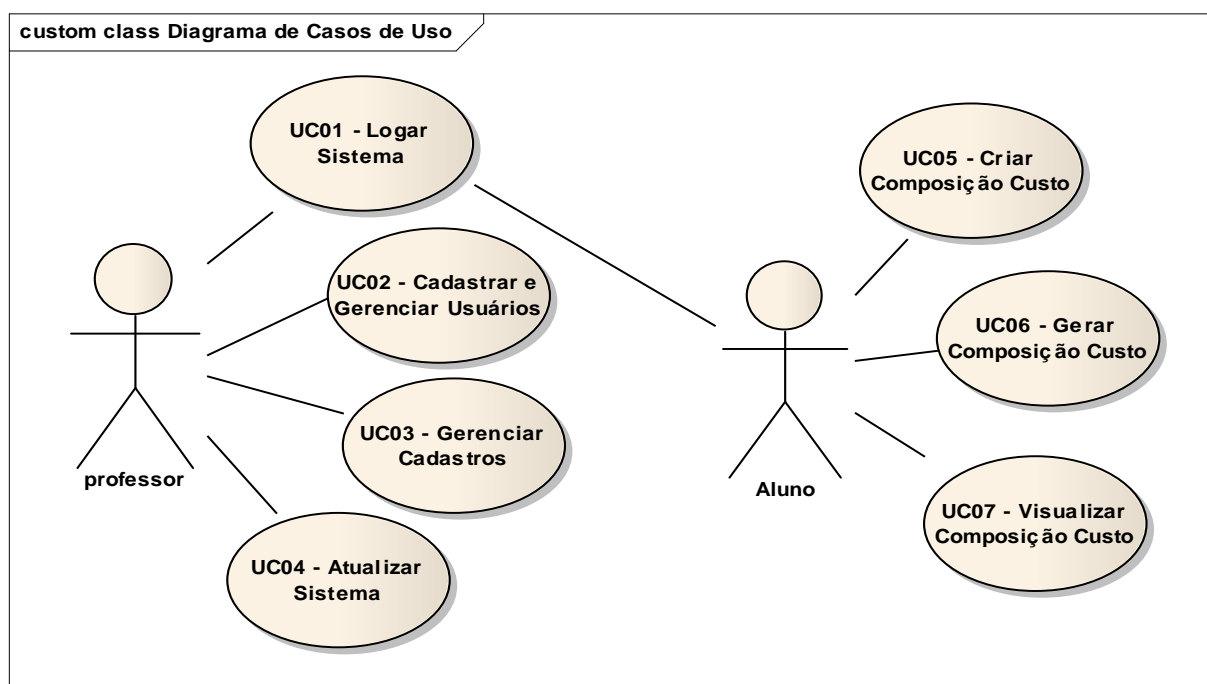 custom class Diagrama de Casos de Uso
UC01 - Logar
Sistema
UC02 - Cadastrar e
Gerenciar Usuários
UC03 - Gerenciar
Cadastros
UC04 - Atualizar
Sistema
professor
UC05 - Criar
Composição Custo
UC06 - Gerar
Composição Custo
UC07 - Visualizar
Composição Custo
Aluno